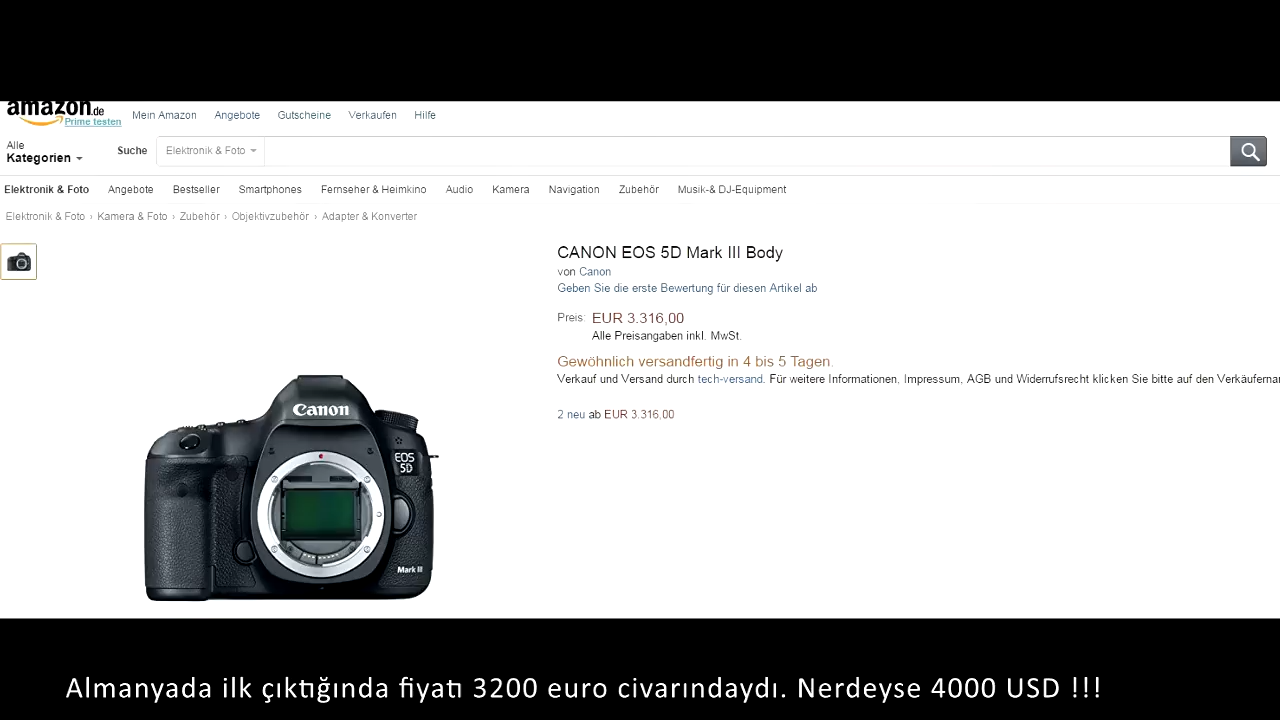 amazon.de
Prime testen
Mein Amazon Angebote Gutscheine Verkaufen Hilfe
Alle
Kategorien
Suche
Elektronik & Foto
Elektronik & Foto Angebote Bestseller Smartphones Fernseher & Heimkino Audio Kamera Navigation Zubehör Musik-& DJ-Equipment
Elektronik & Foto › Kamera & Foto › Zubehör › Objektivzubehör › Adapter & Konverter
CANON EOS 5D Mark III Body
von Canon
Geben Sie die erste Bewertung für diesen Artikel ab
Preis: EUR 3.316,00
Alle Preisangaben inkl. MwSt.
Gewöhnlich versandfertig in 4 bis 5 Tagen.
Verkauf und Versand durch tech-versand. Für weitere Informationen, Impressum, AGB und Widerrufsrecht klicken Sie bitte auf den Verkäuferna
2 neu ab EUR 3.316,00
Canon
EOS
5D
Mark III
Almanyada ilk çıktığında fiyatı 3200 euro civarındaydı. Nerdeyse 4000 USD !!!